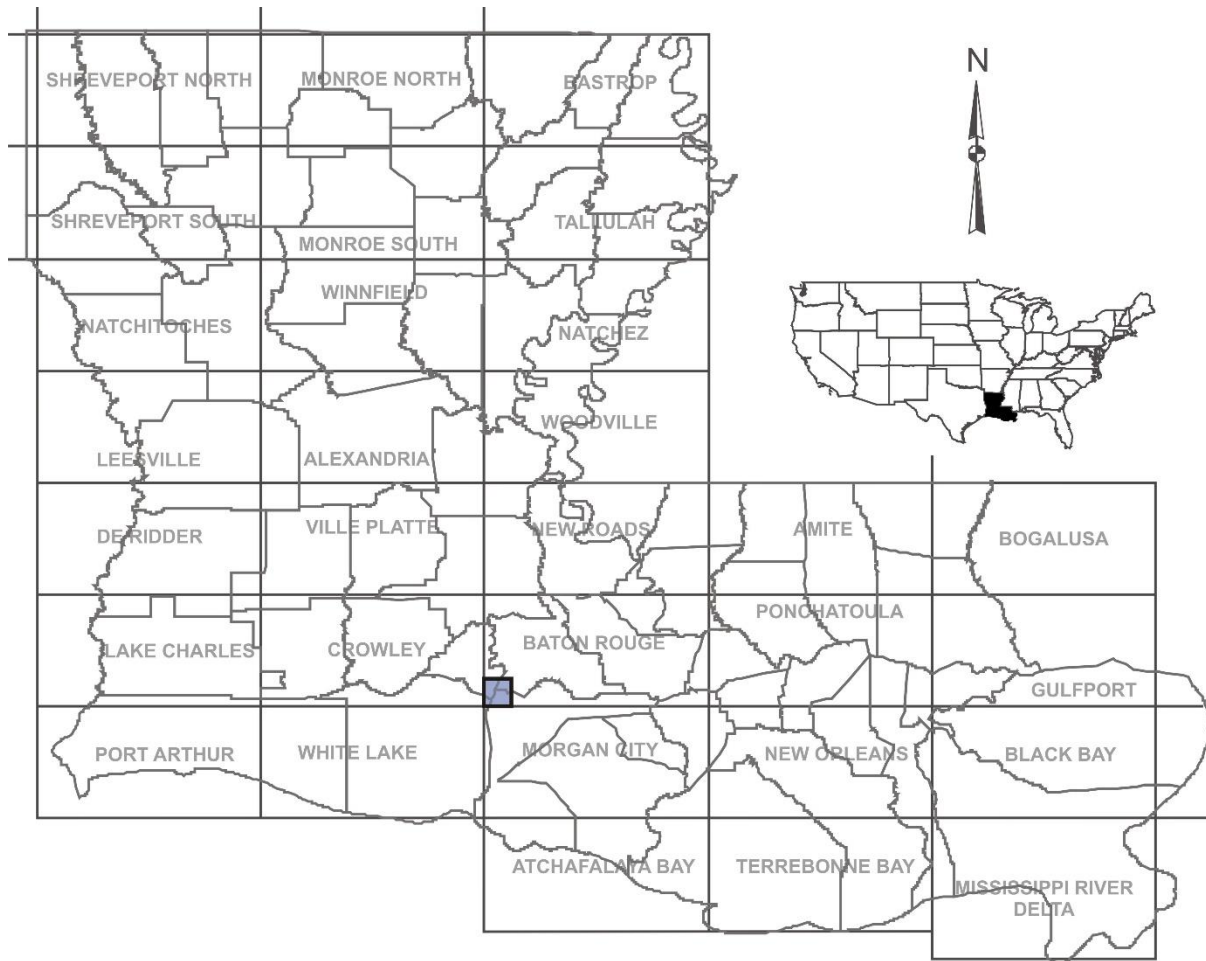 N
SHREVEPORT NORTH
MONROE NORTH
BASTROP
SHREVEPORT SOUTH
MONROE SOUTH
TALLULAH
NATCHITOCHES
WINNFIELD
NATCHEZ
LEESVILLE
ALEXANDRIA
WOODVILLE
DE RIDDER
VILLE PLATTE
NEW ROADS
AMITE
BOGALUSA
LAKE CHARLES
CROWLEY
BATON ROUGE
PONCHATOULA
GULFPORT
PORT ARTHUR
WHITE LAKE
MORGAN CITY
NEW ORLEANS
BLACK BAY
ATCHAFALAYA BAY
TERREBONNE BAY
MISSISSIPPI RIVER
DELTA